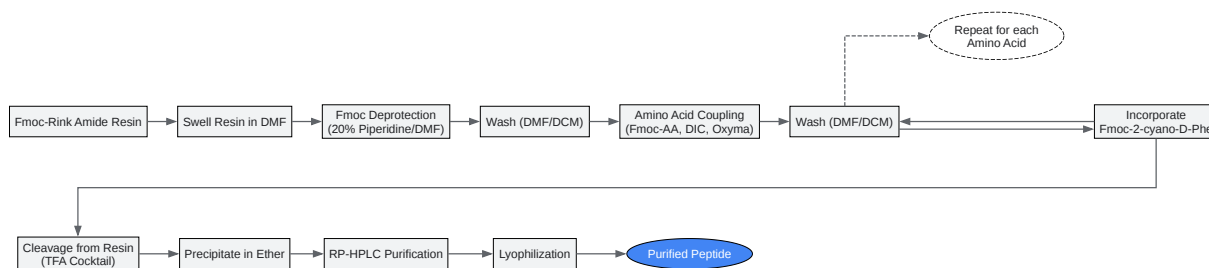 Repeat for each
Amino Acid
Fmoc-Rink Amide Resin
Swell Resin in DMF
Fmoc Deprotection
(20% Piperidine/DMF)
Wash (DMF/DCM)
Amino Acid Coupling
(Fmoc-AA, DIC, Oxyma)
Wash (DMF/DCM)
Incorporate
Fmoc-2-cyano-D-Phe
Cleavage from Resin
(TFA Cocktail)
Precipitate in Ether
RP-HPLC Purification
Lyophilization
Purified Peptide